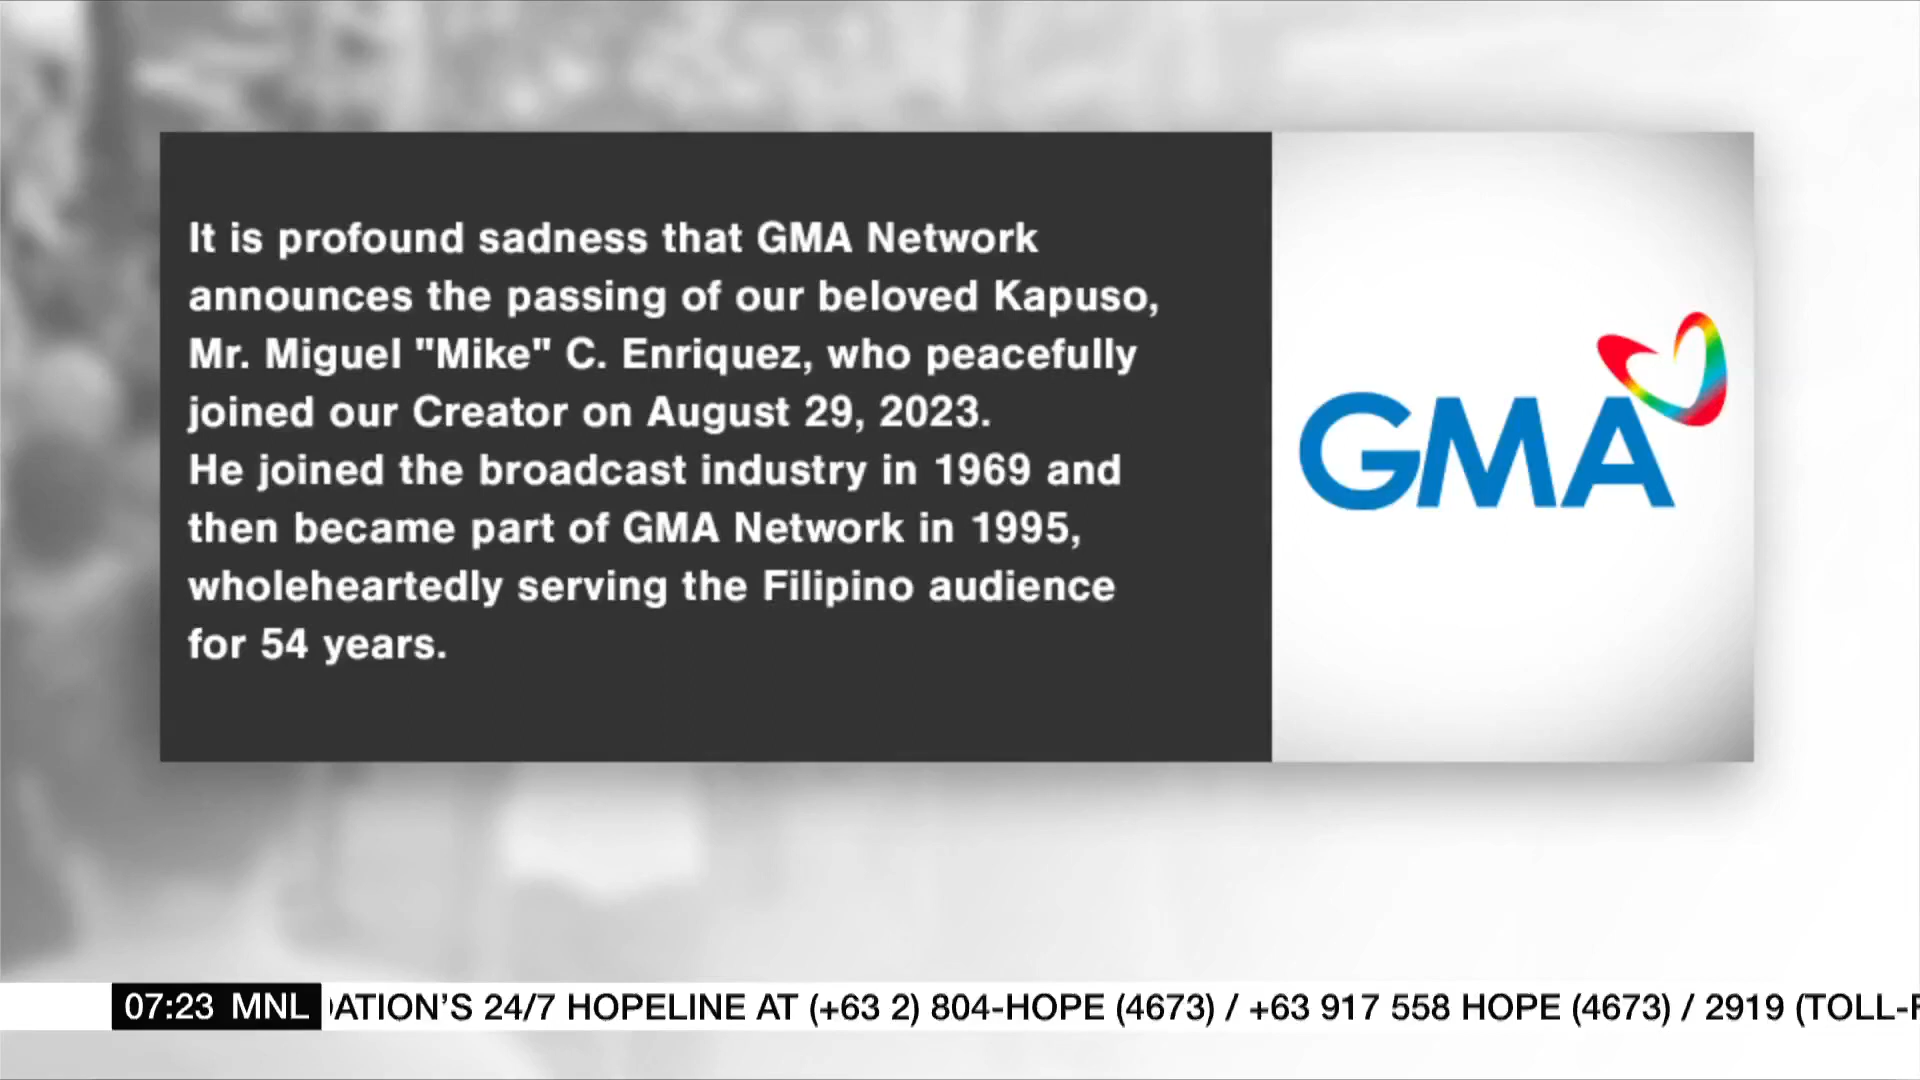 It is profound sadness that GMA Network
announces the passing of our beloved Kapuso,
Mr. Miguel "Mike" C. Enriquez, who peacefully
joined our Creator on August 29, 2023.
He joined the broadcast industry in 1969 and
then became part of GMA Network in 1995,
wholeheartedly serving the Filipino audience
for 54 years.
GMA
07:23 MNL
ATION'S 24/7 HOPELINE AT (+63 2) 804-HOPE (4673) / +63 917 558 HOPE (4673) / 2919 (TOLL-F